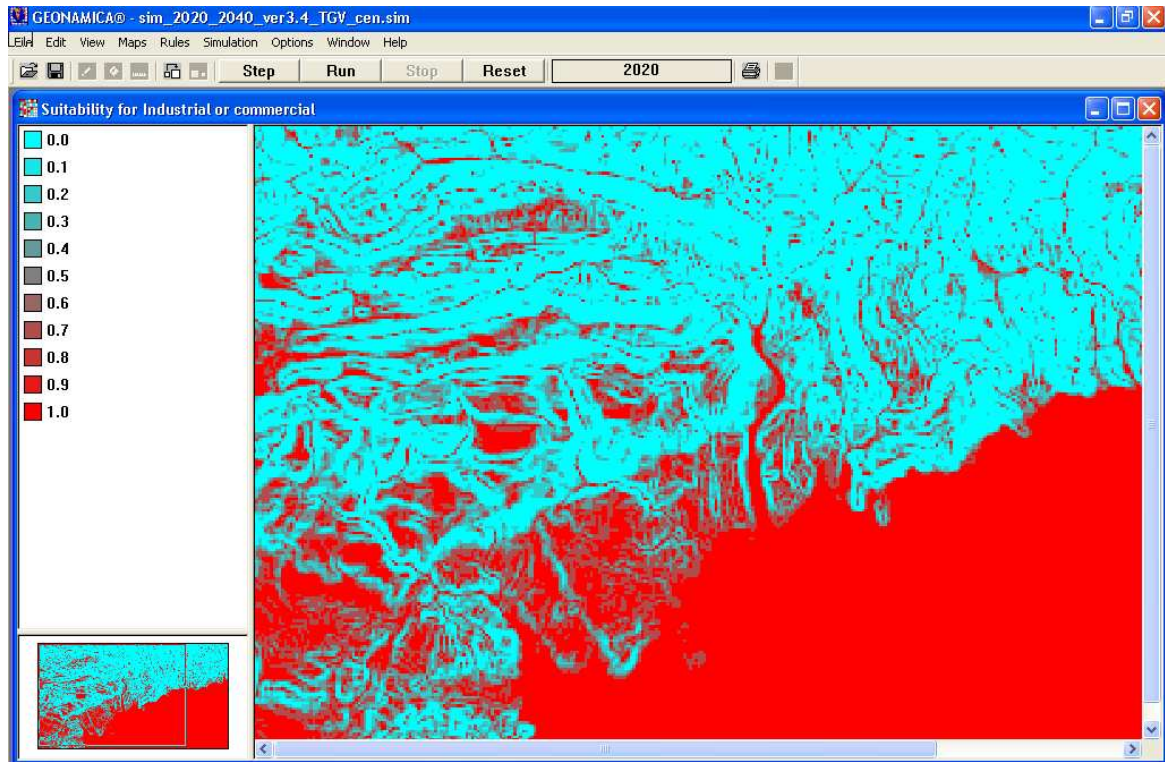 GEONAMICA® - sim_2020_2040_ver3.4_TGV_cen.sim
File Edit View Maps Rules Simulation Options Window Help
Step Run Stop Reset 2020
Suitability for Industrial or commercial
0.0
0.1
0.2
0.3
0.4
0.5
0.6
0.7
0.8
0.9
1.0